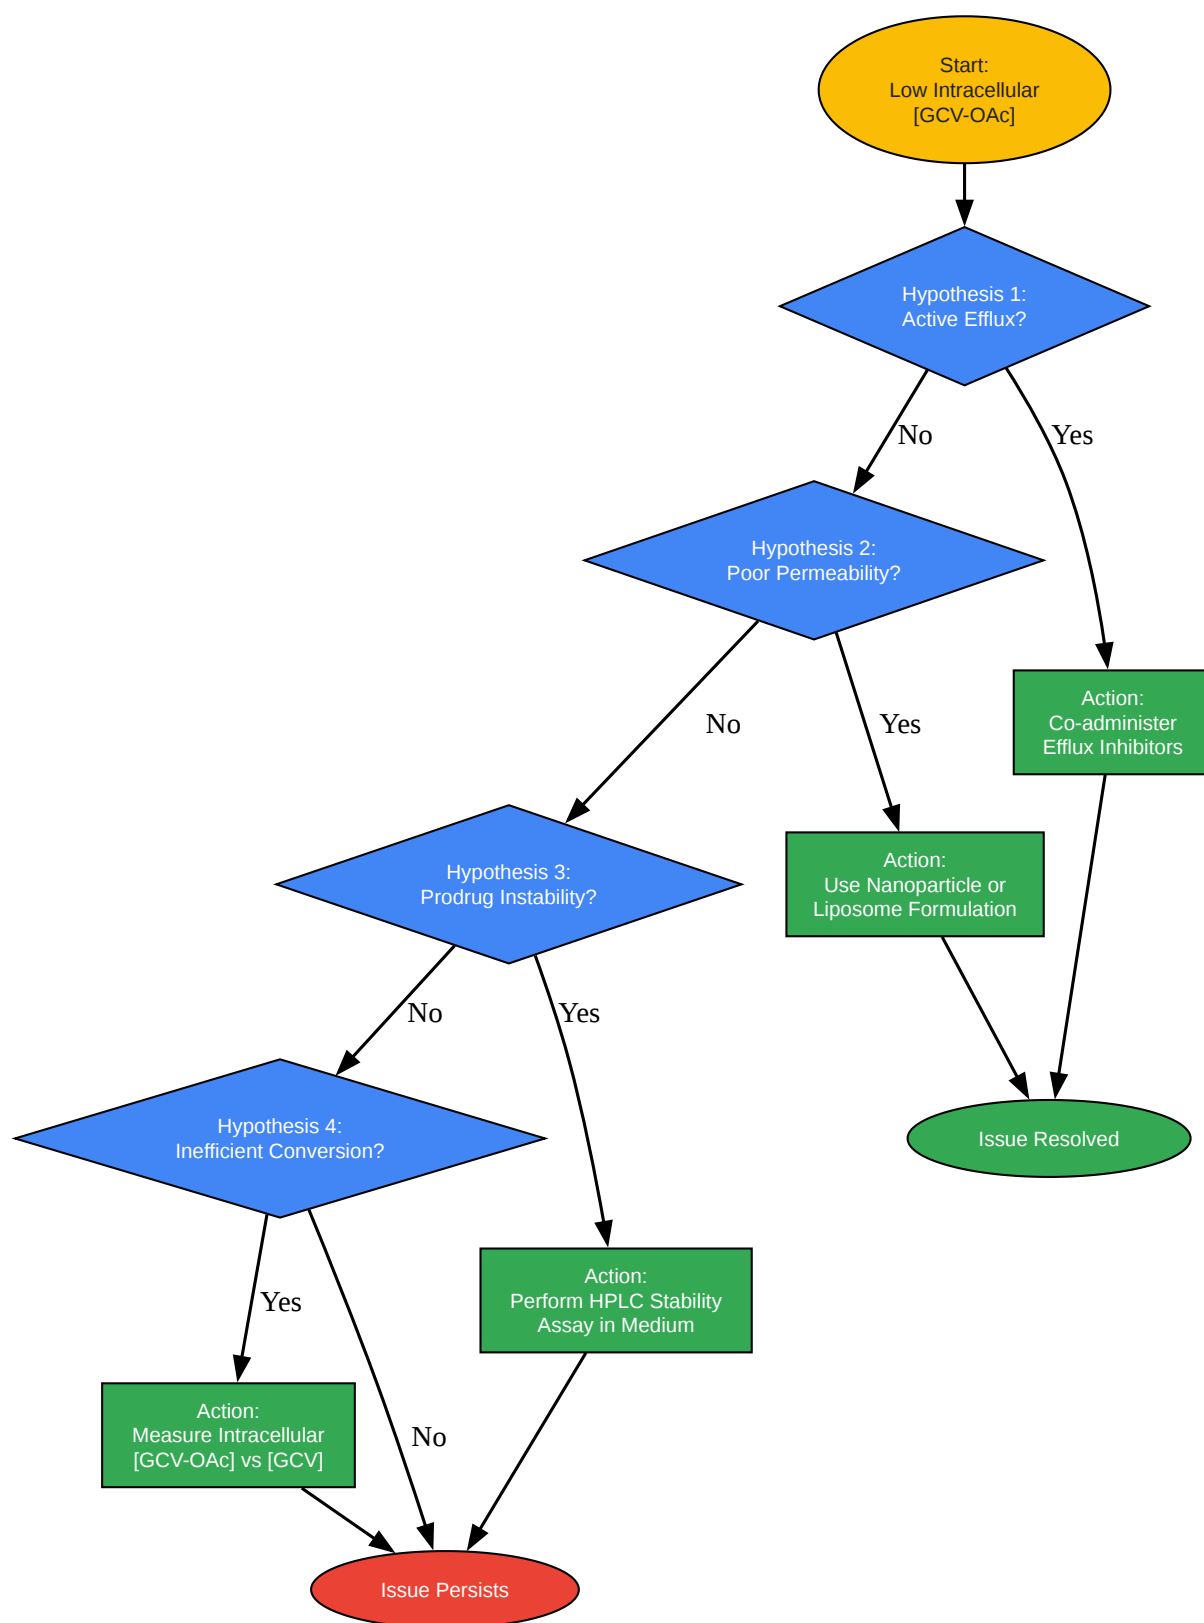 Start:
Low Intracellular
[GCV-OAc]
Hypothesis 1:
Active Efflux?
No
Yes
Hypothesis 2:
Poor Permeability?
No
Yes
Action:
Co-administer
Efflux Inhibitors
Action:
Use Nanoparticle or
Liposome Formulation
Hypothesis 3:
Prodrug Instability?
No
Yes
Hypothesis 4:
Inefficient Conversion?
Issue Resolved
Yes
No
Action:
Perform HPLC Stability
Assay in Medium
Action:
Measure Intracellular
[GCV-OAc] vs [GCV]
Issue Persists